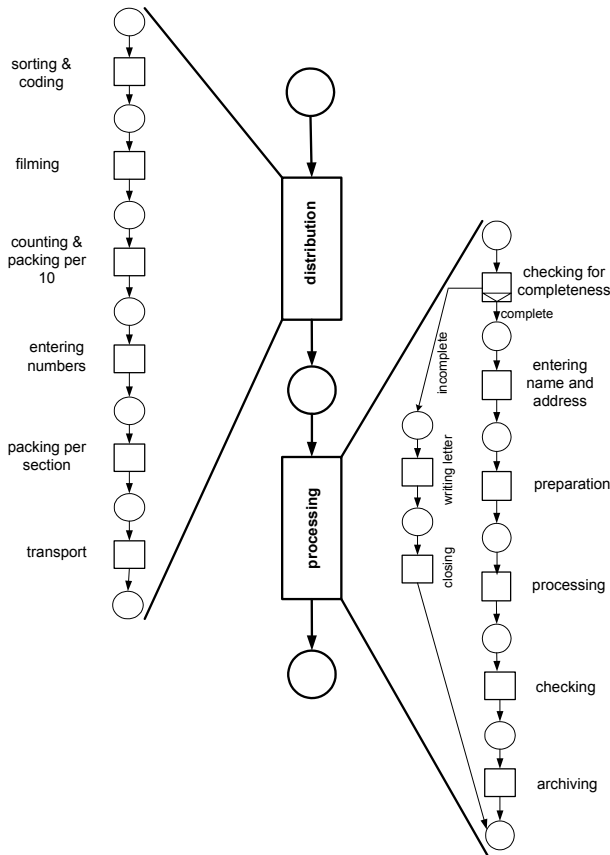 sorting &
coding
filming
counting &
packing per
10
entering
numbers
packing per
section
transport
distribution
processing
checking for
completeness
complete
incomplete
entering
name and
address
writing letter
preparation
closing
processing
checking
archiving